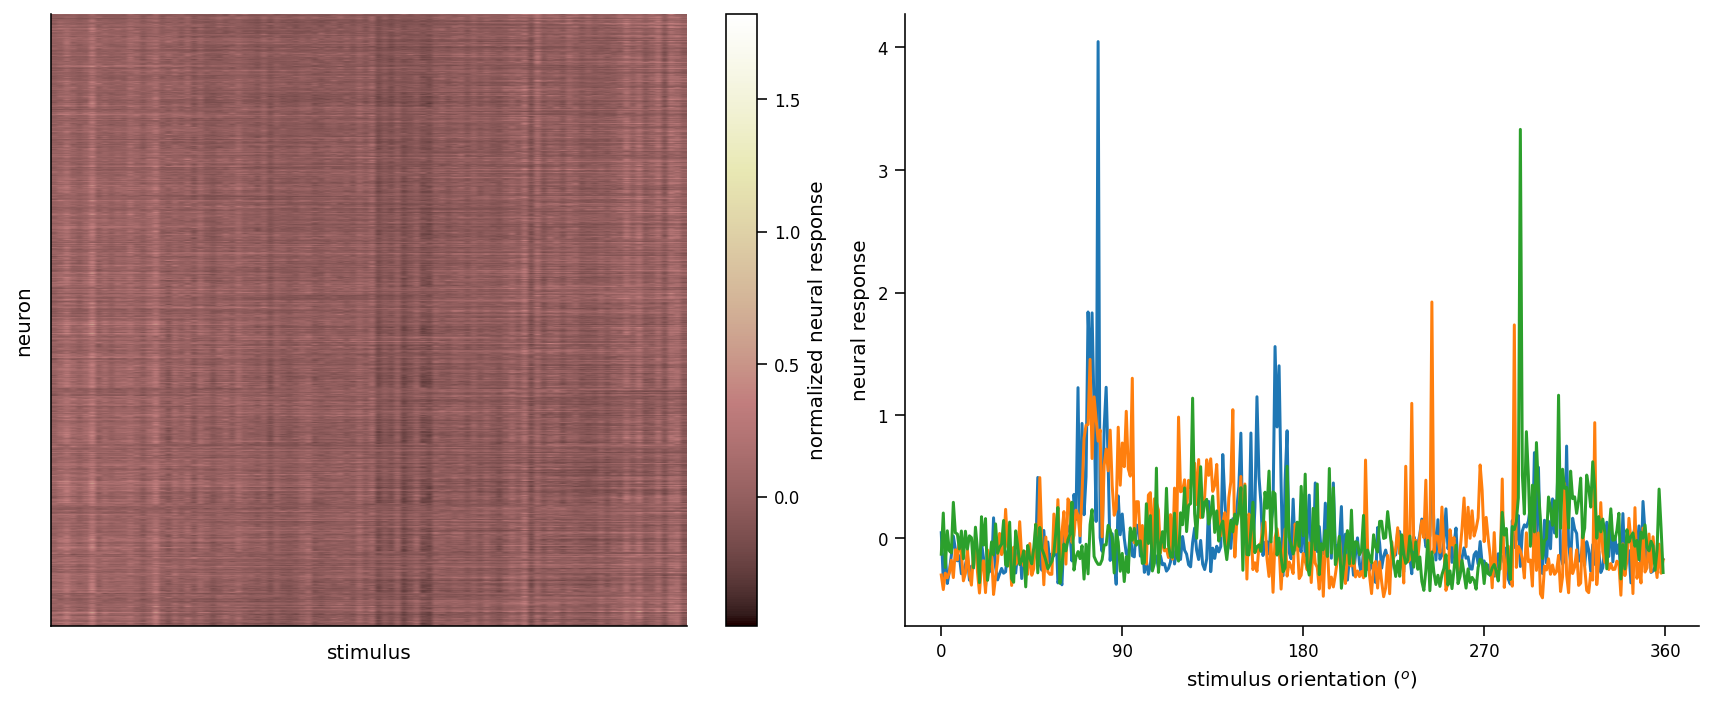 neuron
stimulus
1.5
1.0
0.5
0.0
normalized neural response
neural response
4
3
2
1
0
0 90 180 270 360
stimulus orientation (o)